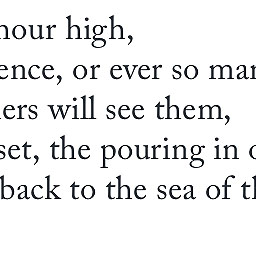 hour high,
ence, or ever so man
ers will see them,
set, the pouring in o
back to the sea of th